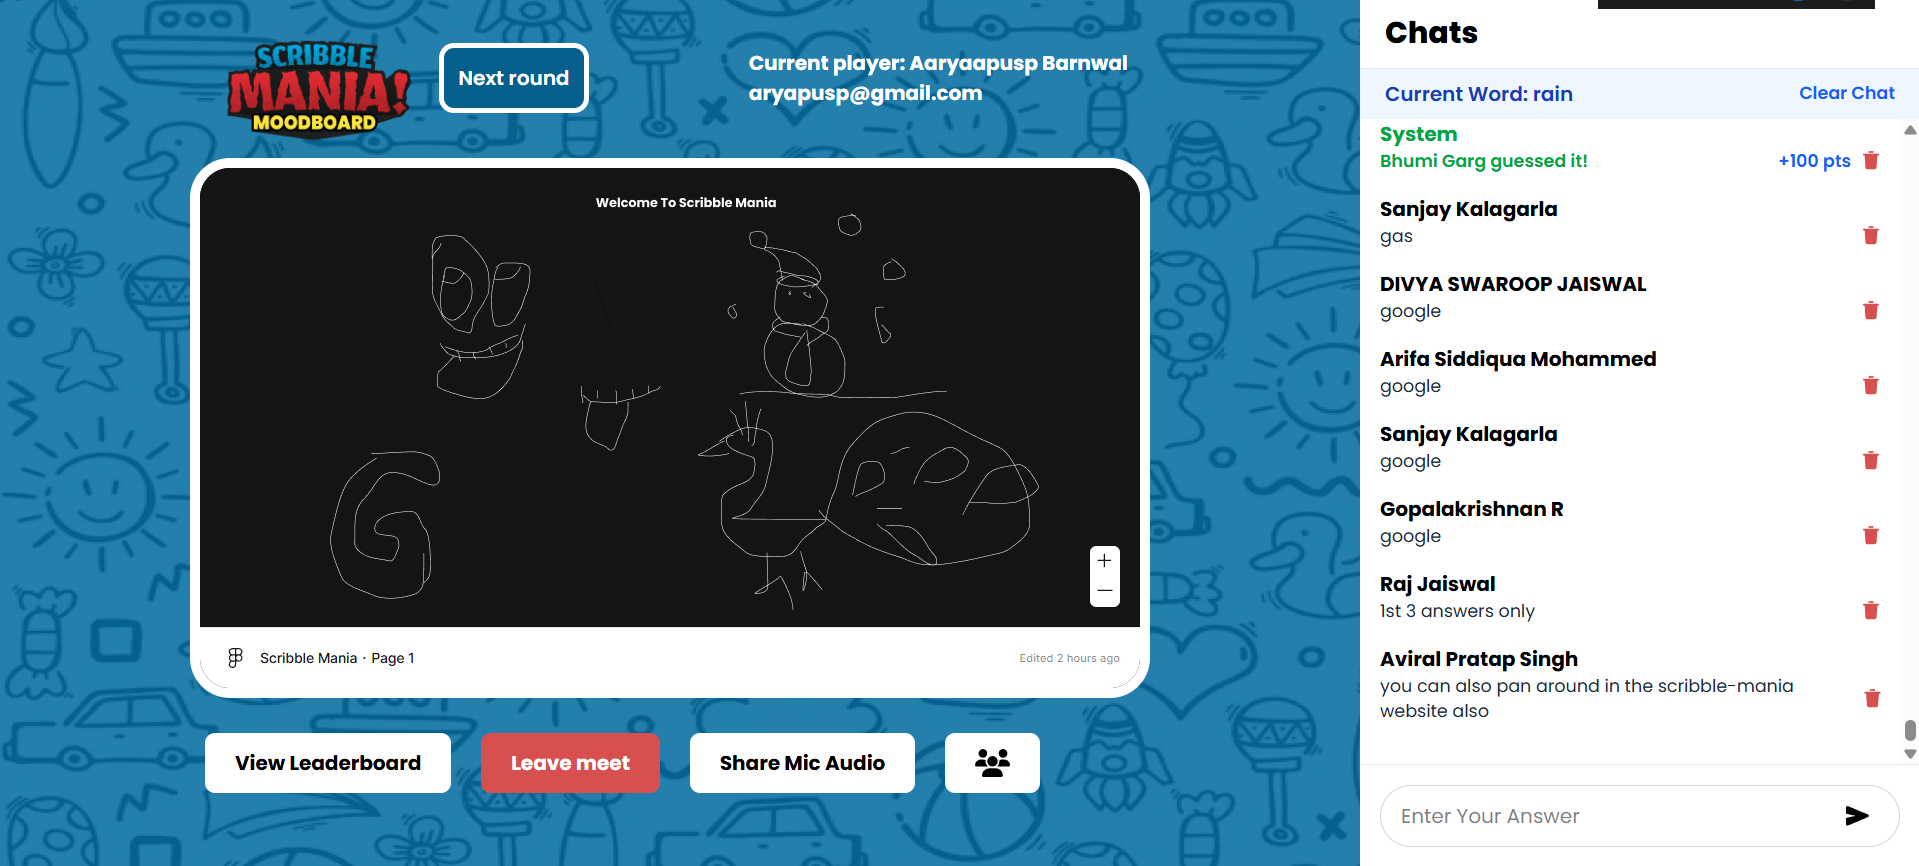 SCRIBBLE
MANIA!
MOODBOARD
Next round
Current player: Aaryaapusp Barnwal
aryapusp@gmail.com
Welcome To Scribble Mania
G
Scribble Mania · Page 1
Edited 2 hours ago
View Leaderboard
Leave meet
Share Mic Audio
Chats
Current Word: rain
Clear Chat
System
Bhumi Garg guessed it!
+100 pts
Sanjay Kalagarla
gas
DIVYA SWAROOP JAISWAL
google
Arifa Siddiqua Mohammed
google
Sanjay Kalagarla
google
Gopalakrishnan R
google
Raj Jaiswal
1st 3 answers only
Aviral Pratap Singh
you can also pan around in the scribble-mania
website also
Enter Your Answer